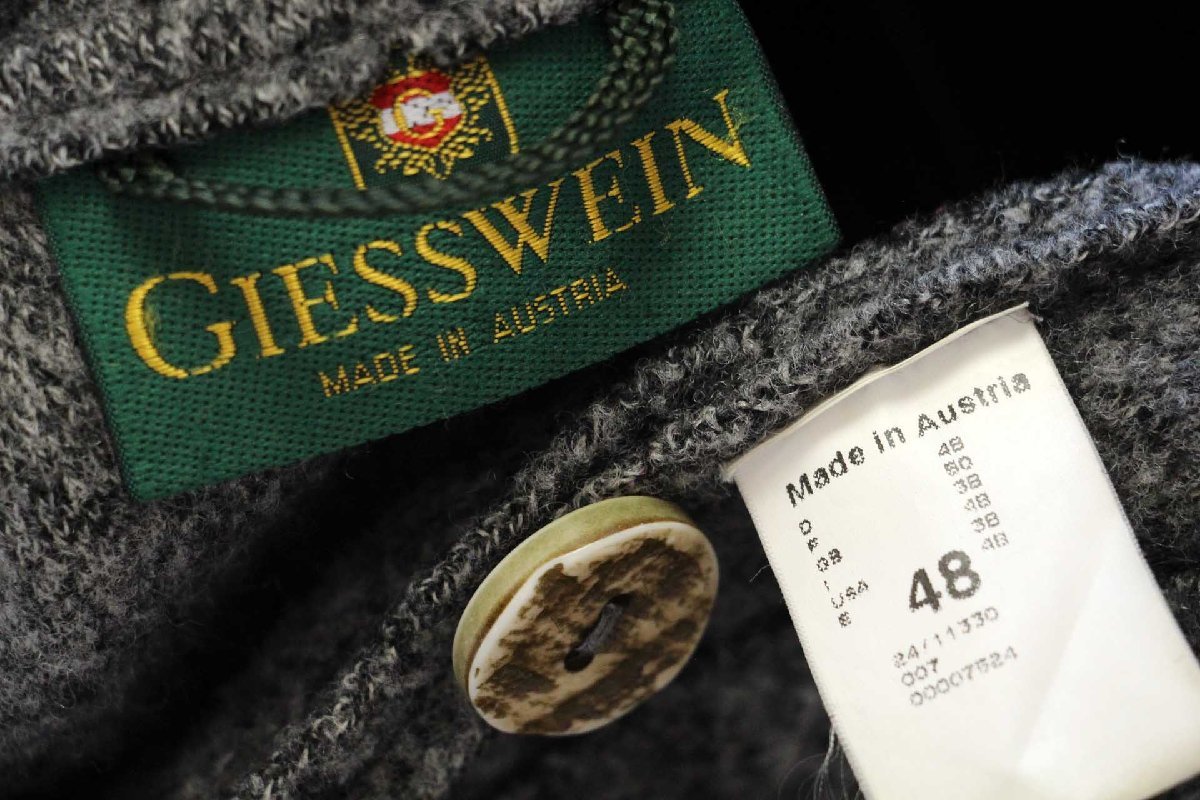 G
GIESSWEIN
MADE IN AUSTRIA
Made in Austria
D 48
F 50
GB 38
I 48
USA 38
E 48
48
24/11330
007
00007524